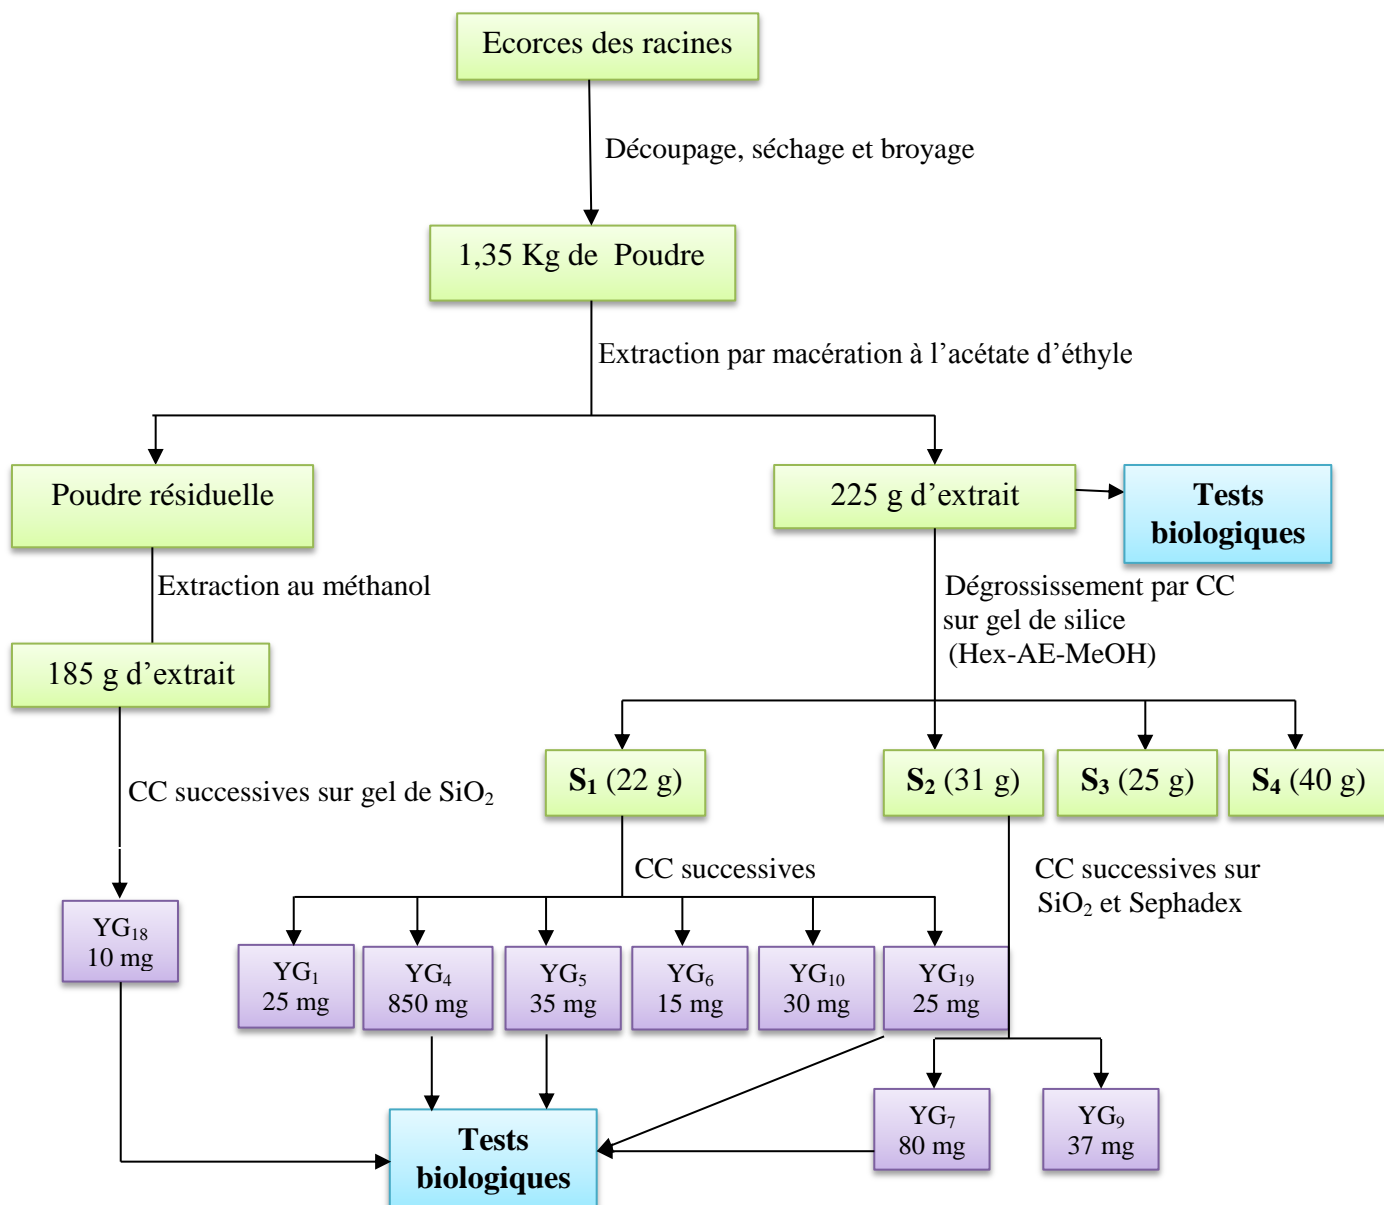 Ecorces des racines
Découpage, séchage et broyage
1,35 Kg de Poudre
Extraction par macération à l’acétate d’éthyle
Poudre résiduelle
225 g d’extrait
Tests
biologiques
Extraction au méthanol
Dégrossissement par CC
sur gel de silice
(Hex-AE-MeOH)
185 g d’extrait
S₁ (22 g)
S₂ (31 g)
S₃ (25 g)
S₄ (40 g)
CC successives sur gel de SiO₂
CC successives
CC successives sur
SiO₂ et Sephadex
YG₁₈
10 mg
YG₁
25 mg
YG₄
850 mg
YG₅
35 mg
YG₆
15 mg
YG₁₀
30 mg
YG₁₉
25 mg
YG₇
80 mg
YG₉
37 mg
Tests
biologiques